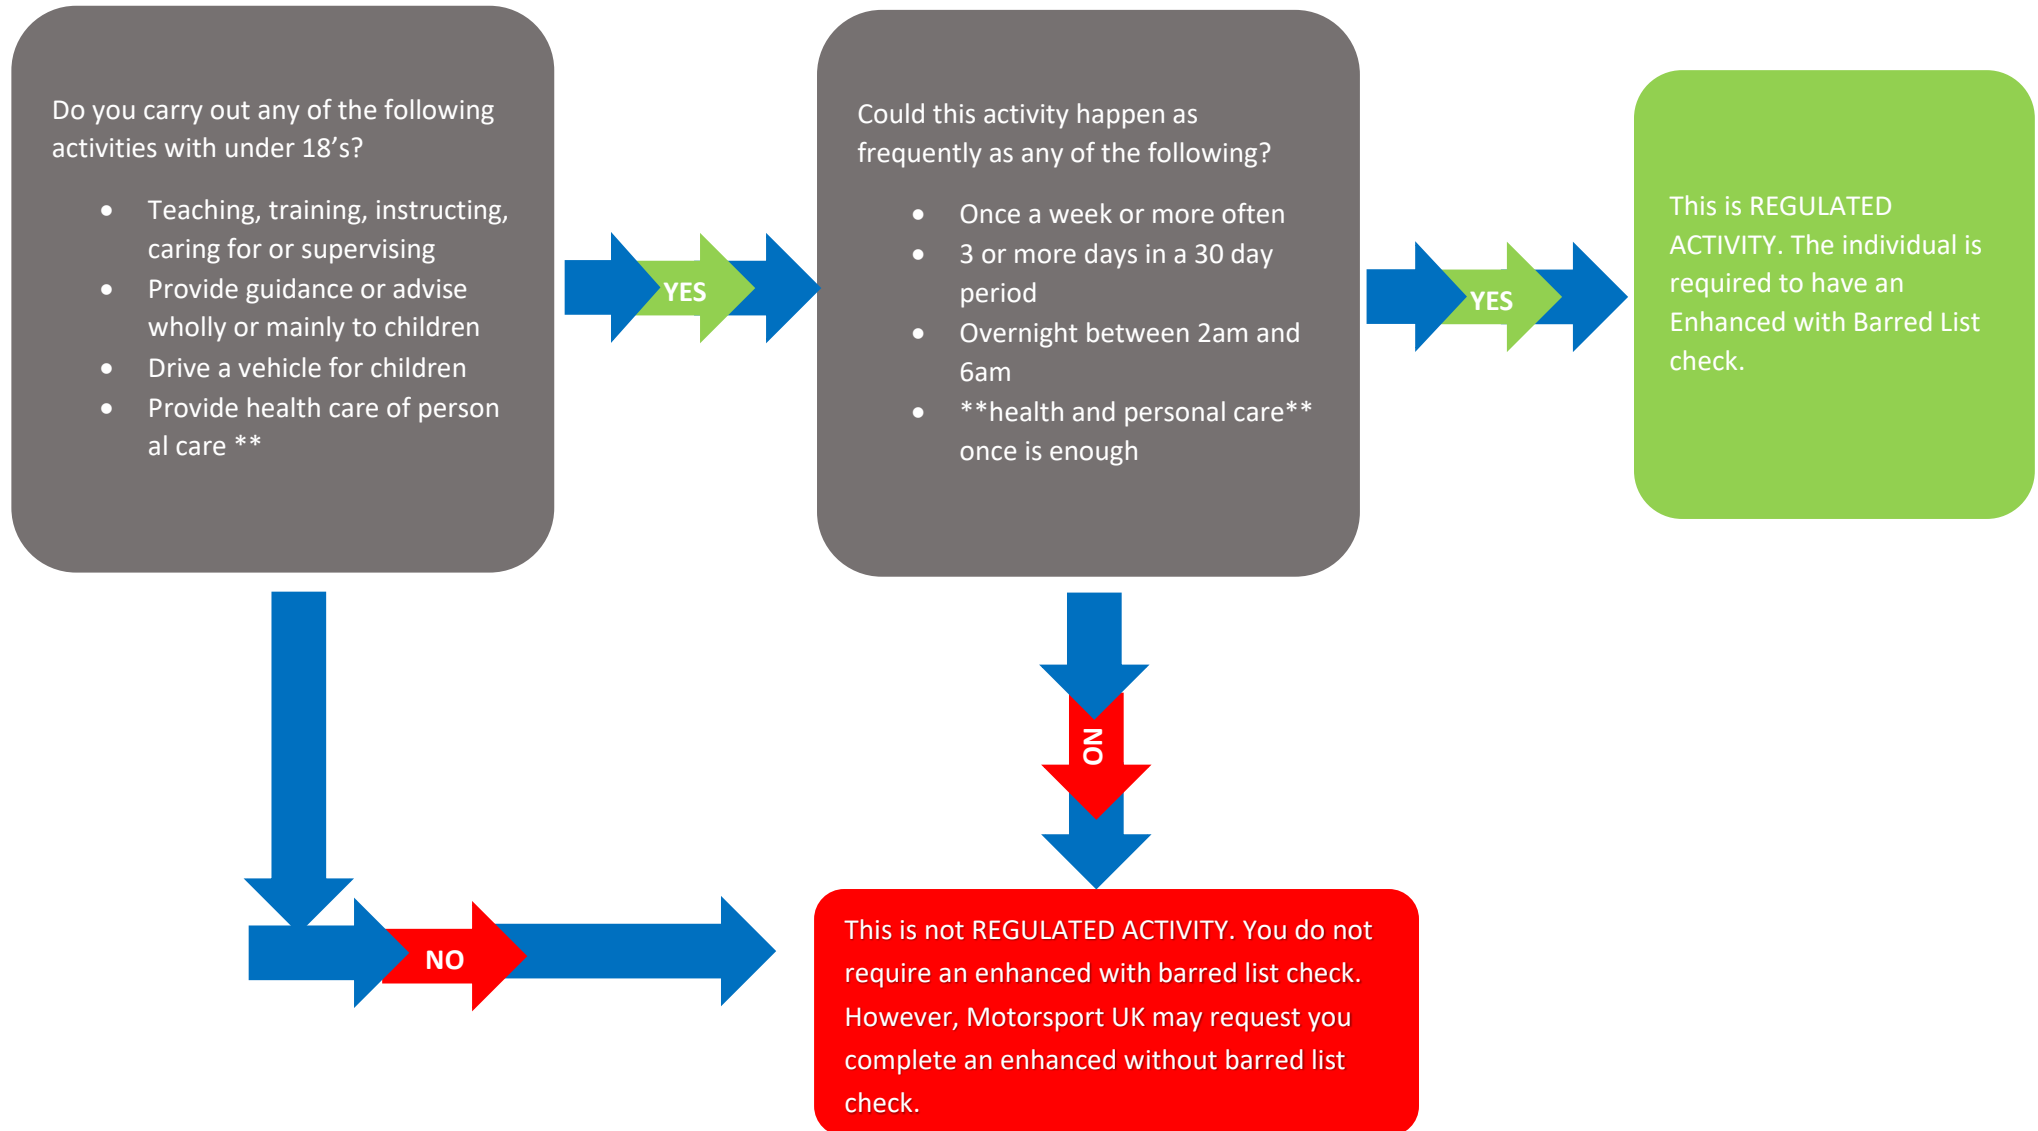 Do you carry out any of the following
activities with under 18’s?
• Teaching, training, instructing,
caring for or supervising
• Provide guidance or advise
wholly or mainly to children
• Drive a vehicle for children
• Provide health care of person
al care **
YES
Could this activity happen as
frequently as any of the following?
• Once a week or more often
• 3 or more days in a 30 day
period
• Overnight between 2am and
6am
• **health and personal care**
once is enough
YES
This is REGULATED
ACTIVITY. The individual is
required to have an
Enhanced with Barred List
check.
NO
NO
This is not REGULATED ACTIVITY. You do not
require an enhanced with barred list check.
However, Motorsport UK may request you
complete an enhanced without barred list
check.